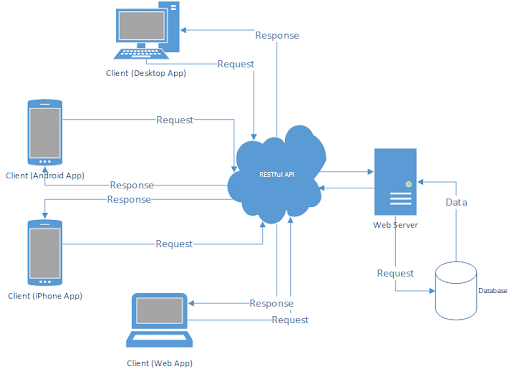 Response
Client (Desktop App)
Request
Request
Client (Android App)
Response
Response
RESTful API
Request
Client (iPhone App)
Response
Request
Client (Web App)
Web Server
Data
Request
Database